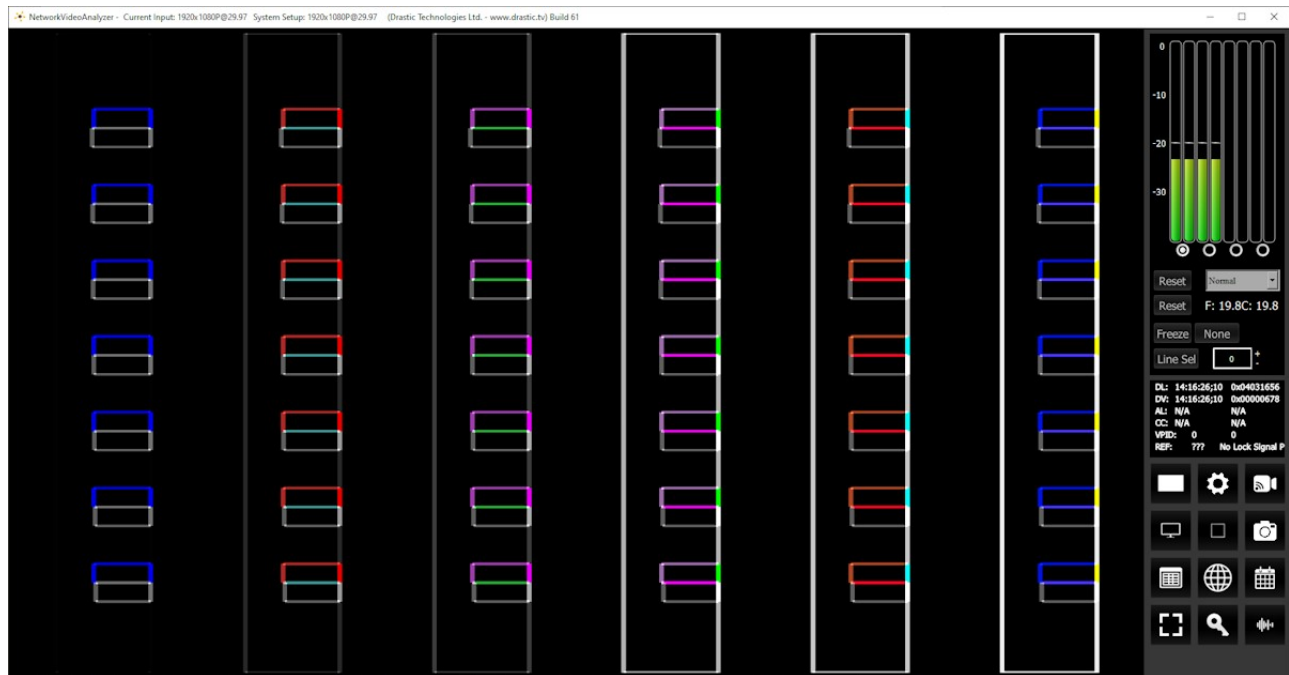 NetworkVideoAnalyzer - Current Input: 1920x1080P@29.97 System Setup: 1920x1080P@29.97 (Drastic Technologies Ltd. - www.drastic.tv) Build 61
0
-10
-20
-30
Reset Normal
Reset F: 19.8C: 19.8
Freeze None
Line Sel 0 + -
DL: 14:16:26;10 0x04031656
DV: 14:16:26;10 0x00000678
AL: N/A N/A
CC: N/A N/A
VPID: 0 0
REF: ??? No Lock Signal P